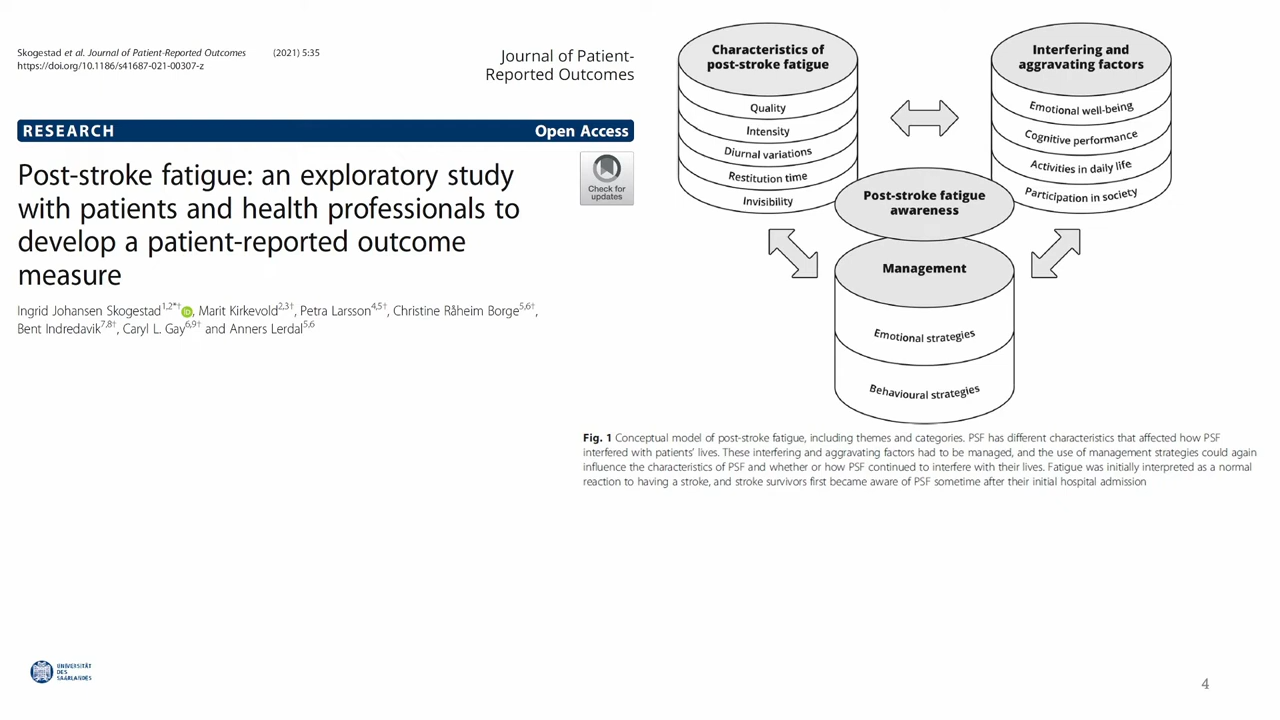 Skogestad et al. Journal of Patient-Reported Outcomes (2021) 5:35
https://doi.org/10.1186/s41687-021-00307-z
Journal of Patient-
Reported Outcomes
RESEARCH Open Access
Post-stroke fatigue: an exploratory study
with patients and health professionals to
develop a patient-reported outcome
measure
Check for
updates
Ingrid Johansen Skogestad1,2*†, Marit Kirkevold2,3†, Petra Larsson4,5†, Christine Råheim Borge5,6†,
Bent Indredavik7,8†, Caryl L. Gay6,9† and Anners Lerdal5,6
Characteristics of
post-stroke fatigue
Quality
Intensity
Diurnal variations
Restitution time
Invisibility
Interfering and
aggravating factors
Emotional well-being
Cognitive performance
Activities in daily life
Participation in society
Post-stroke fatigue
awareness
Management
Emotional strategies
Behavioural strategies
Fig. 1 Conceptual model of post-stroke fatigue, including themes and categories. PSF has different characteristics that affected how PSF
interfered with patients' lives. These interfering and aggravating factors had to be managed, and the use of management strategies could again
influence the characteristics of PSF and whether or how PSF continued to interfere with their lives. Fatigue was initially interpreted as a normal
reaction to having a stroke, and stroke survivors first became aware of PSF sometime after their initial hospital admission
UNIVERSITÄT
DES
SAARLANDES
4